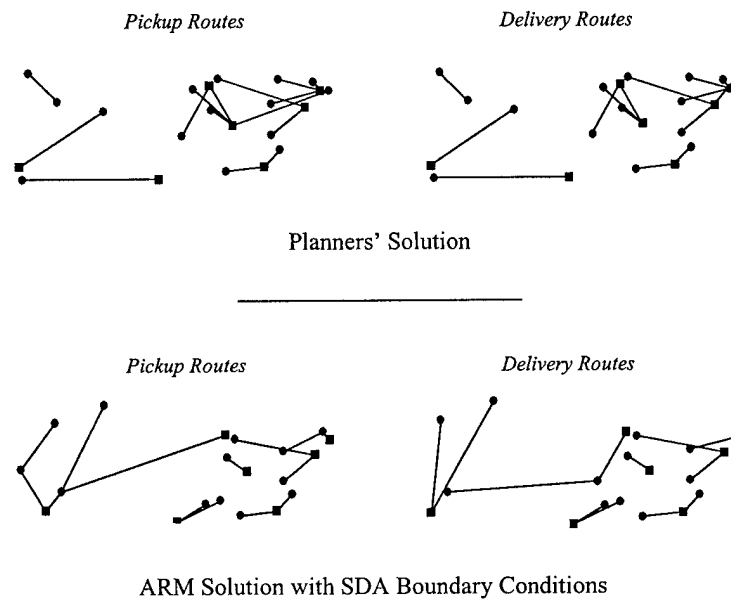 Pickup Routes
Delivery Routes
Planners' Solution
Pickup Routes
Delivery Routes
ARM Solution with SDA Boundary Conditions